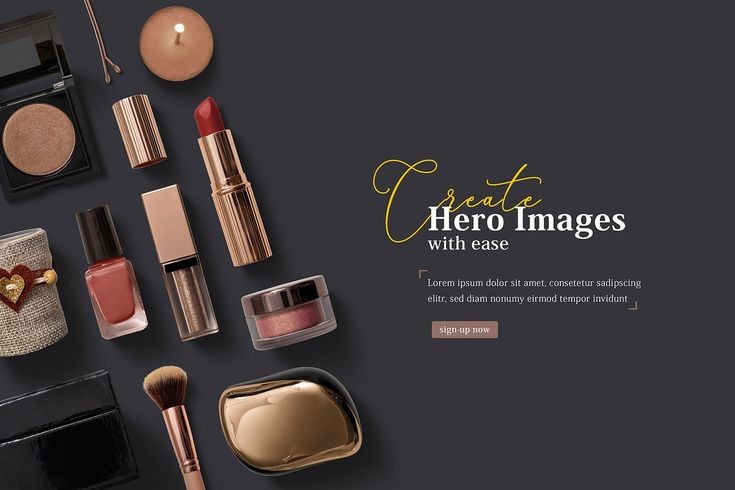 Create
Hero Images
with ease
Lorem ipsum dolor sit amet, consetetur sadipscing
elitr, sed diam nonumy eirmod tempor invidunt
sign-up now